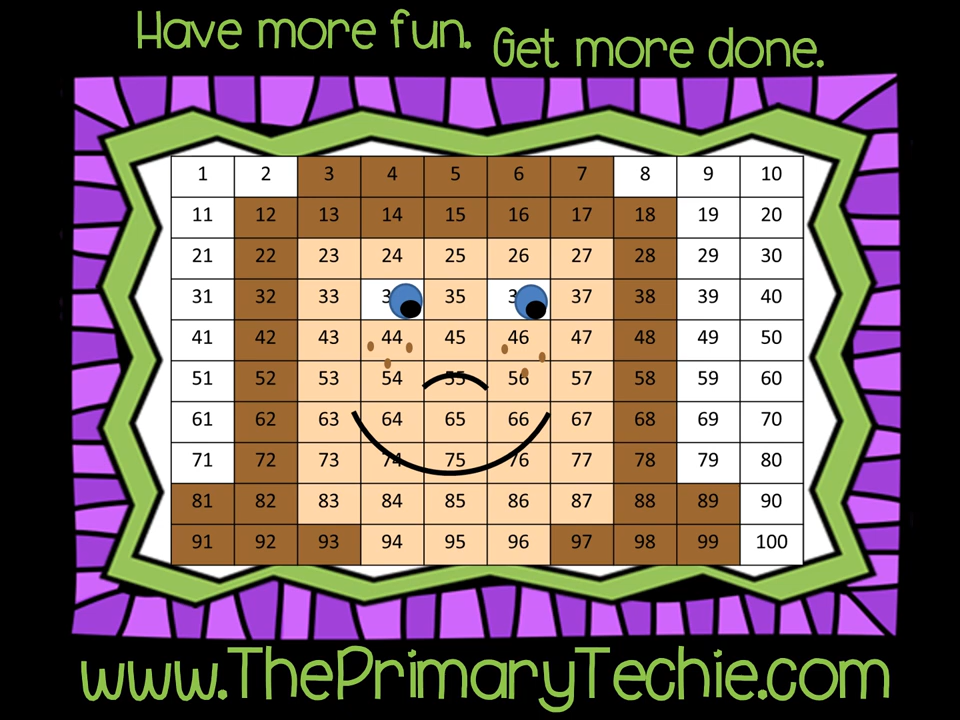 Have more fun. Get more done.
1 2 3 4 5 6 7 8 9 10
11 12 13 14 15 16 17 18 19 20
21 22 23 24 25 26 27 28 29 30
31 32 33 3 35 3 37 38 39 40
41 42 43 44 45 46 47 48 49 50
51 52 53 54 55 56 57 58 59 60
61 62 63 64 65 66 67 68 69 70
71 72 73 74 75 76 77 78 79 80
81 82 83 84 85 86 87 88 89 90
91 92 93 94 95 96 97 98 99 100
www.ThePrimaryTechie.com